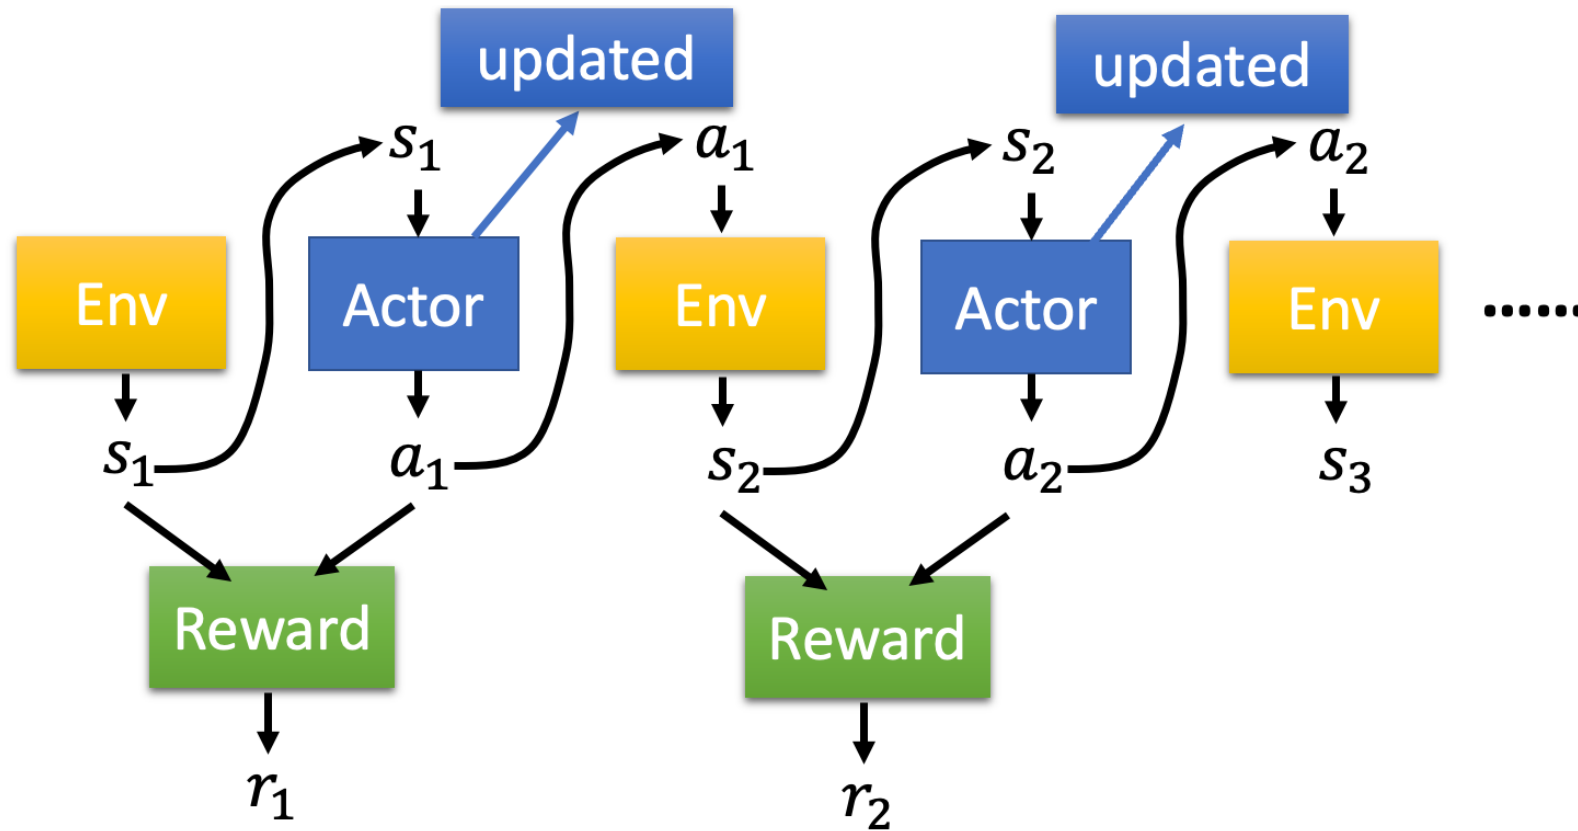 updated
updated
s₁
a₁
s₂
a₂
Env
Actor
Env
Actor
Env
......
s₁
a₁
s₂
a₂
s₃
Reward
Reward
r₁
r₂